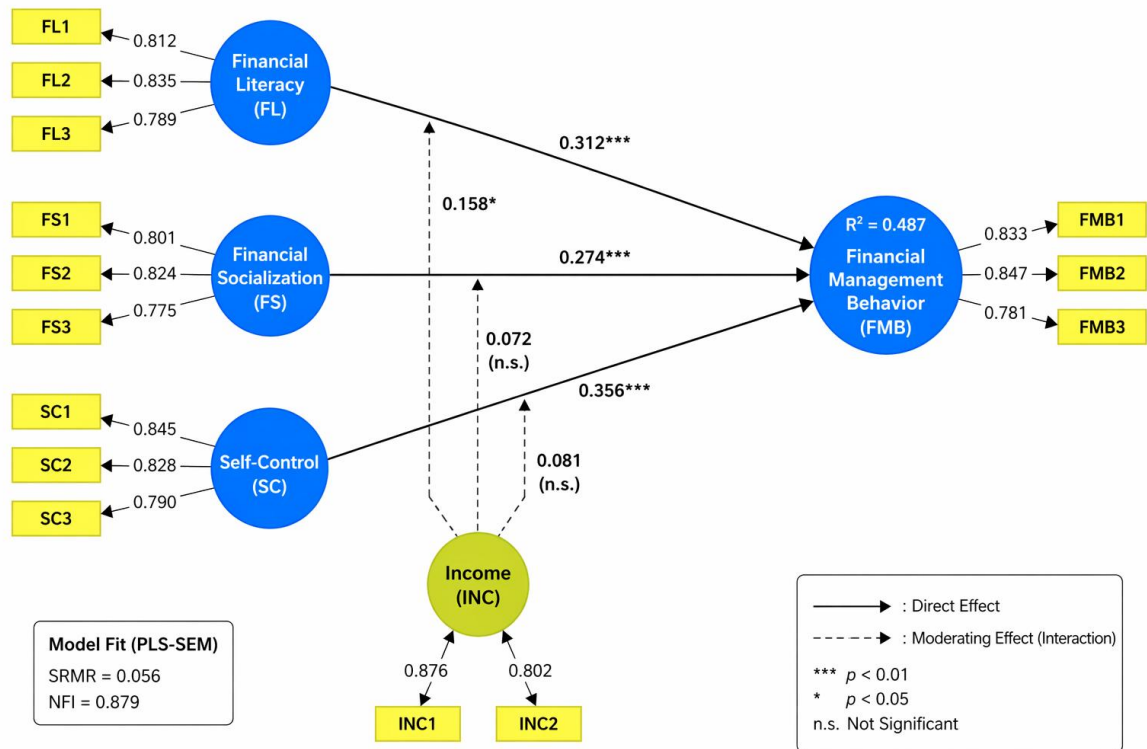 FL1
FL2
FL3
0.812
0.835
0.789
Financial
Literacy
(FL)
0.312***
0.158*
FS1
FS2
FS3
0.801
0.824
0.775
Financial
Socialization
(FS)
0.274***
0.072
(n.s.)
SC1
SC2
SC3
0.845
0.828
0.790
Self-Control
(SC)
0.356***
0.081
(n.s.)
R² = 0.487
Financial
Management
Behavior
(FMB)
0.833
0.847
0.781
FMB1
FMB2
FMB3
Income
(INC)
0.876
0.802
INC1
INC2
Model Fit (PLS-SEM)
SRMR = 0.056
NFI = 0.879
: Direct Effect
: Moderating Effect (Interaction)
*** p < 0.01
* p < 0.05
n.s. Not Significant